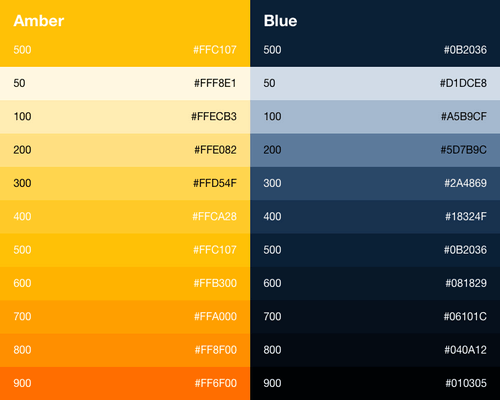 Amber
500 #FFC107
50 #FFF8E1
100 #FFECB3
200 #FFE082
300 #FFD54F
400 #FFCA28
500 #FFC107
600 #FFB300
700 #FFA000
800 #FF8F00
900 #FF6F00
Blue
500 #0B2036
50 #D1DCE8
100 #A5B9CF
200 #5D7B9C
300 #2A4869
400 #18324F
500 #0B2036
600 #081829
700 #06101C
800 #040A12
900 #010305